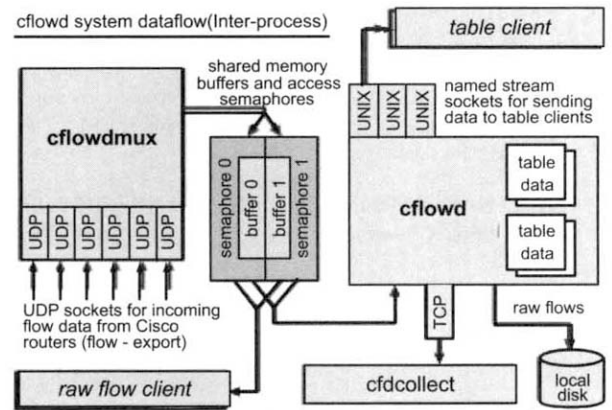 cflowd system dataflow(Inter-process)
table client
shared memory
buffers and access
semaphores
named stream
sockets for sending
data to table clients
UNIX
UNIX
UNIX
cflowdmux
semaphore 0
buffer 0
buffer 1
semaphore 1
cflowd
table
data
table
data
UDP
UDP
UDP
UDP
UDP
UDP
UDP sockets for incoming
flow data from Cisco
routers (flow - export)
TCP
raw flows
raw flow client
cfdcollect
local
disk